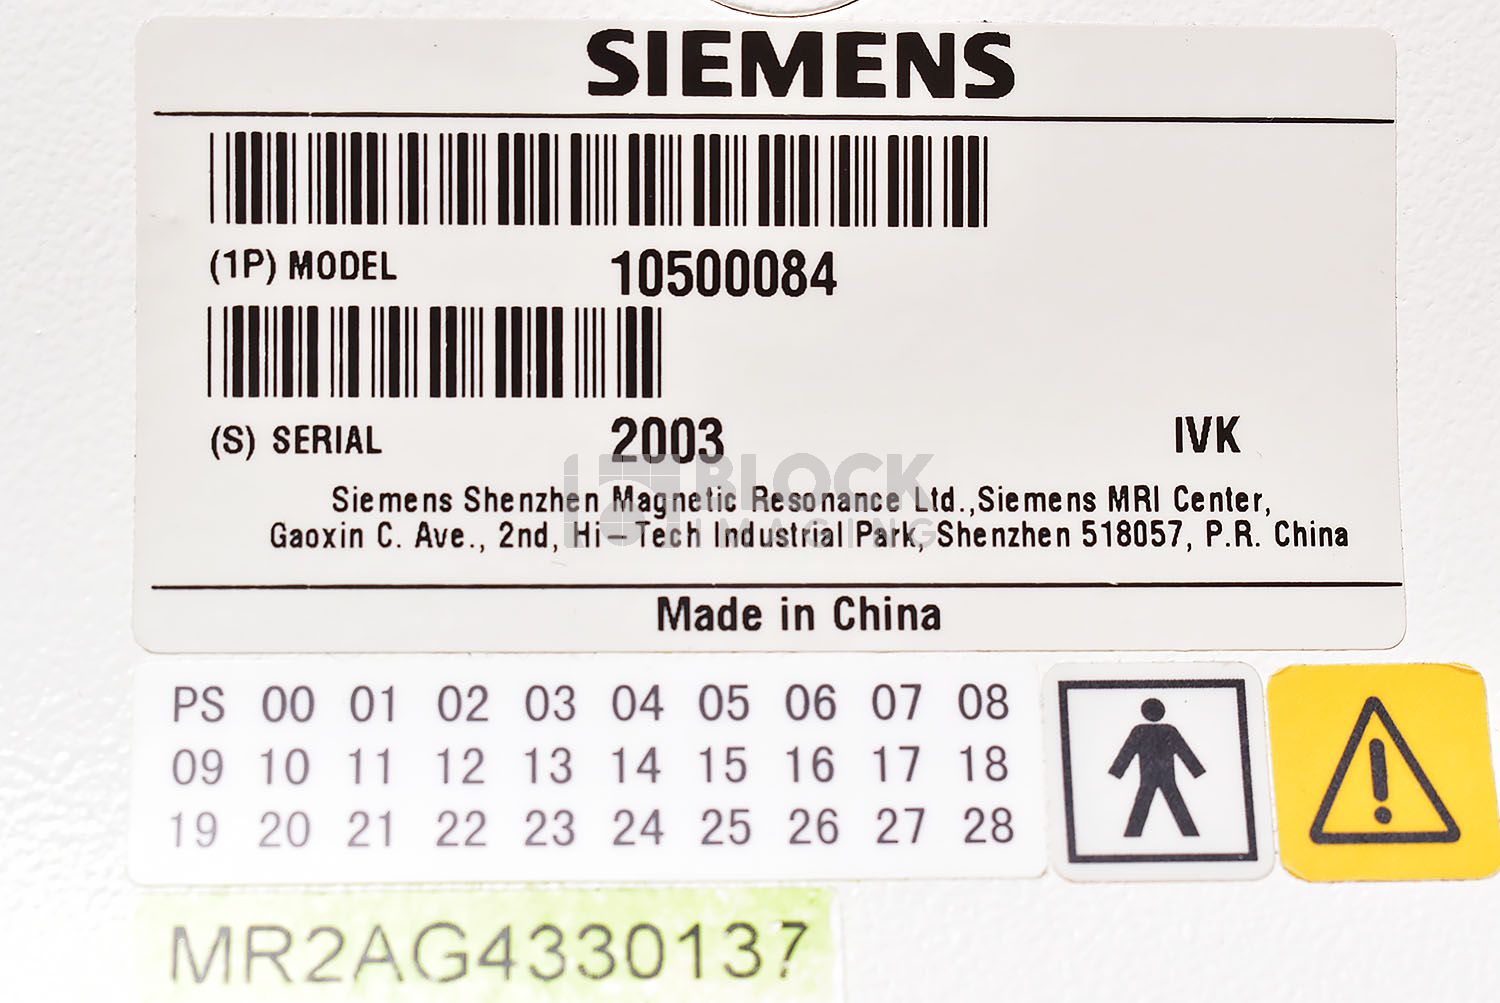 SIEMENS
(1P) MODEL 10500084
(S) SERIAL 2003 IVK
BLOCK
IMAGING
Siemens Shenzhen Magnetic Resonance Ltd.,Siemens MRI Center,
Gaoxin C. Ave., 2nd, Hi-Tech Industrial Park, Shenzhen 518057, P.R. China
Made in China
PS 00 01 02 03 04 05 06 07 08
09 10 11 12 13 14 15 16 17 18
19 20 21 22 23 24 25 26 27 28
MR2AG4330137